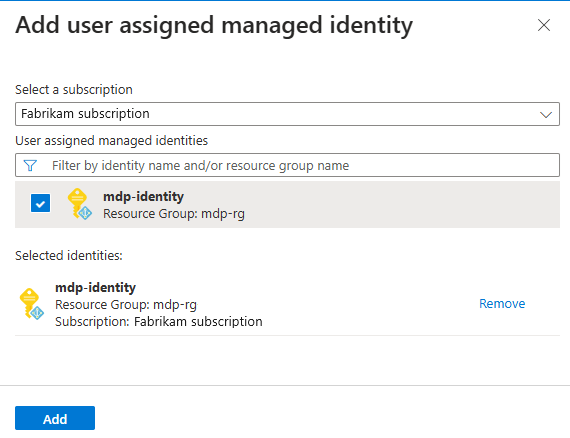 Add user assigned managed identity
Select a subscription
Fabrikam subscription
User assigned managed identities
Filter by identity name and/or resource group name
mdp-identity
Resource Group: mdp-rg
Selected identities:
mdp-identity
Resource Group: mdp-rg
Remove
Subscription: Fabrikam subscription
Add